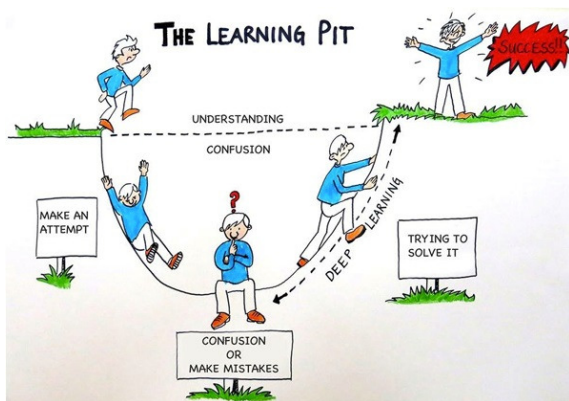 THE LEARNING PIT
SUCCESS!!
UNDERSTANDING
CONFUSION
MAKE AN
ATTEMPT
?
DEEP LEARNING
TRYING TO
SOLVE IT
CONFUSION
OR
MAKE MISTAKES